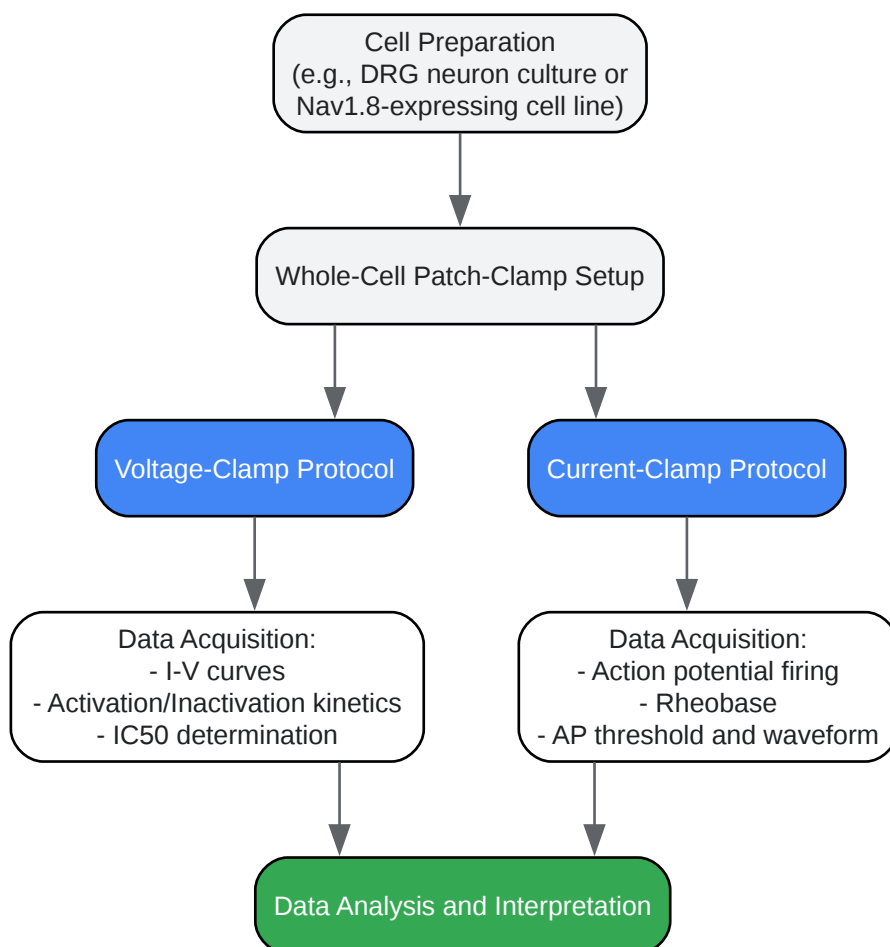 Cell Preparation
(e.g., DRG neuron culture or
Nav1.8-expressing cell line)
Whole-Cell Patch-Clamp Setup
Voltage-Clamp Protocol
Current-Clamp Protocol
Data Acquisition:
- I-V curves
- Activation/Inactivation kinetics
- IC50 determination
Data Acquisition:
- Action potential firing
- Rheobase
- AP threshold and waveform
Data Analysis and Interpretation